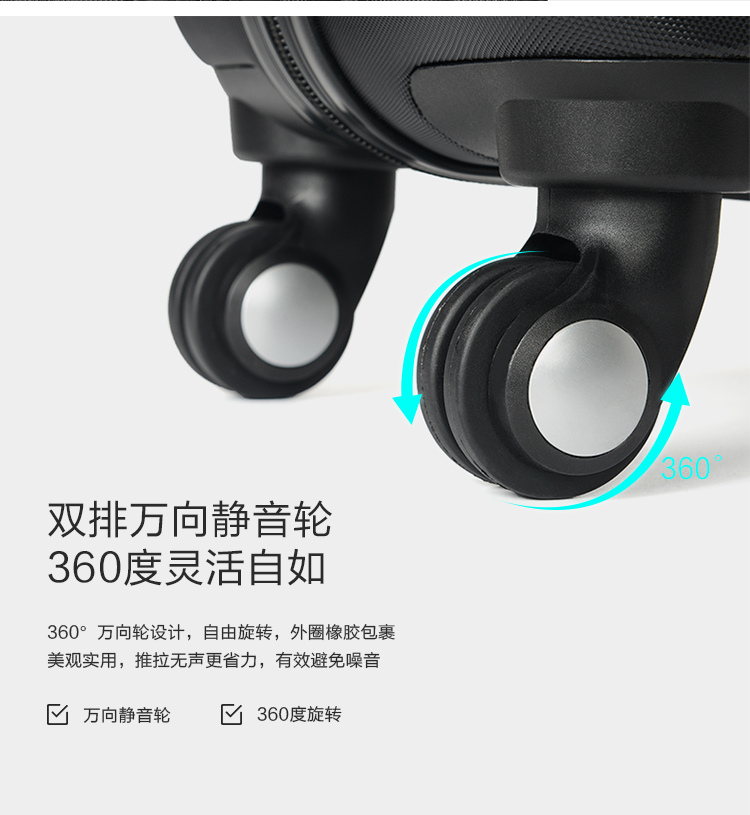 360°
双排万向静音轮
360度灵活自如
360° 万向轮设计，自由旋转，外圈橡胶包裹
美观实用，推拉无声更省力，有效避免噪音
万向静音轮 360度旋转